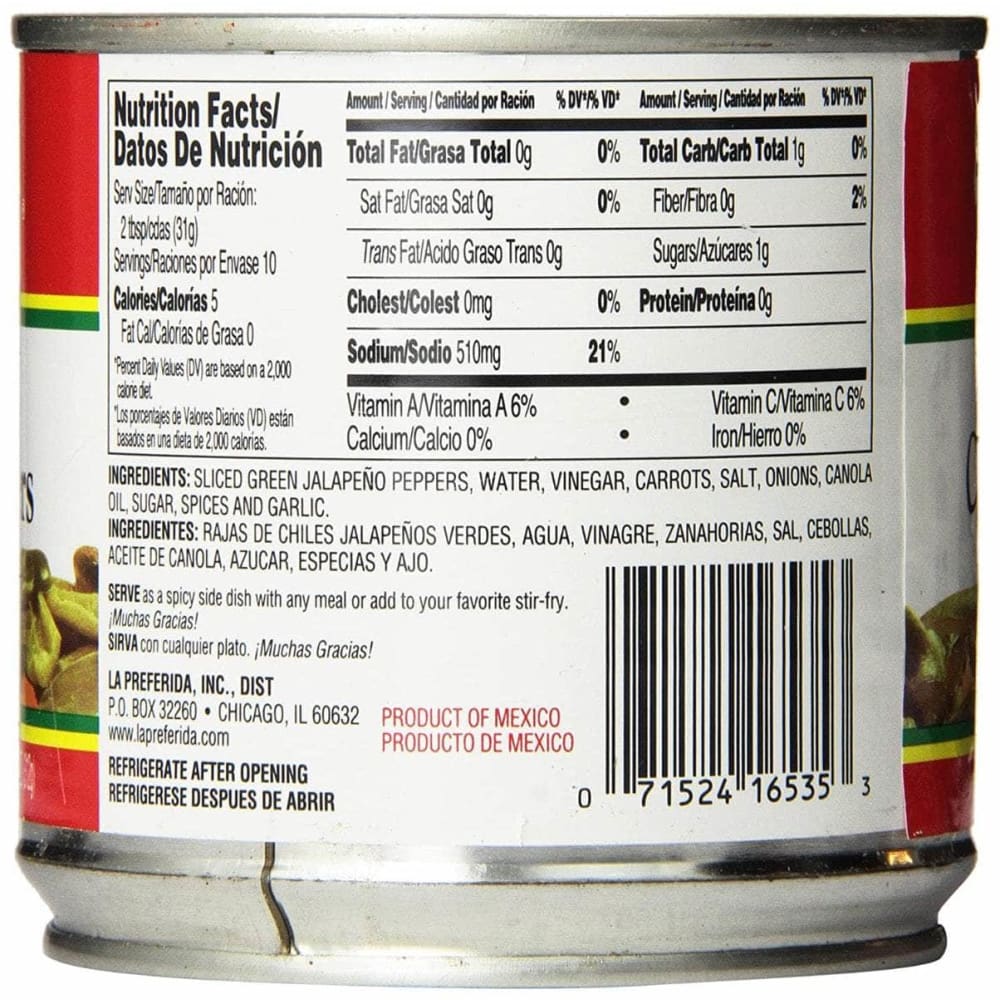 Nutrition Facts/
Datos De Nutrición
Serv Size/Tamaño por Ración:
2 tbsp/cdas (31g)
Servings/Raciones por Envase 10
Calories/Calorías 5
Fat Cal/Calorías de Grasa 0
*Percent Daily Values (DV) are based on a 2,000
calorie diet.
*Los porcentajes de Valores Diarios (VD) están
basados en una dieta de 2,000 calorías.
Amount / Serving / Cantidad por Ración % DV*/% VD*
Total Fat/Grasa Total 0g 0%
Sat Fat/Grasa Sat 0g 0%
Trans Fat/Acido Graso Trans 0g
Cholest/Colest 0mg 0%
Sodium/Sodio 510mg 21%
Amount / Serving / Cantidad por Ración % DV*/% VD*
Total Carb/Carb Total 1g 0%
Fiber/Fibra 0g 2%
Sugars/Azúcares 1g
Protein/Proteína 0g
Vitamin A/Vitamina A 6% • Vitamin C/Vitamina C 6%
Calcium/Calcio 0% • Iron/Hierro 0%
INGREDIENTS: SLICED GREEN JALAPEÑO PEPPERS, WATER, VINEGAR, CARROTS, SALT, ONIONS, CANOLA
OIL, SUGAR, SPICES AND GARLIC.
INGREDIENTES: RAJAS DE CHILES JALAPEÑOS VERDES, AGUA, VINAGRE, ZANAHORIAS, SAL, CEBOLLAS,
ACEITE DE CANOLA, AZUCAR, ESPECIAS Y AJO.
SERVE as a spicy side dish with any meal or add to your favorite stir-fry.
¡Muchas Gracias!
SIRVA con cualquier plato. ¡Muchas Gracias!
LA PREFERIDA, INC., DIST
P.O. BOX 32260 • CHICAGO, IL 60632
www.lapreferida.com
PRODUCT OF MEXICO
PRODUCTO DE MEXICO
REFRIGERATE AFTER OPENING
REFRIGERESE DESPUES DE ABRIR
0 71524 16535 3